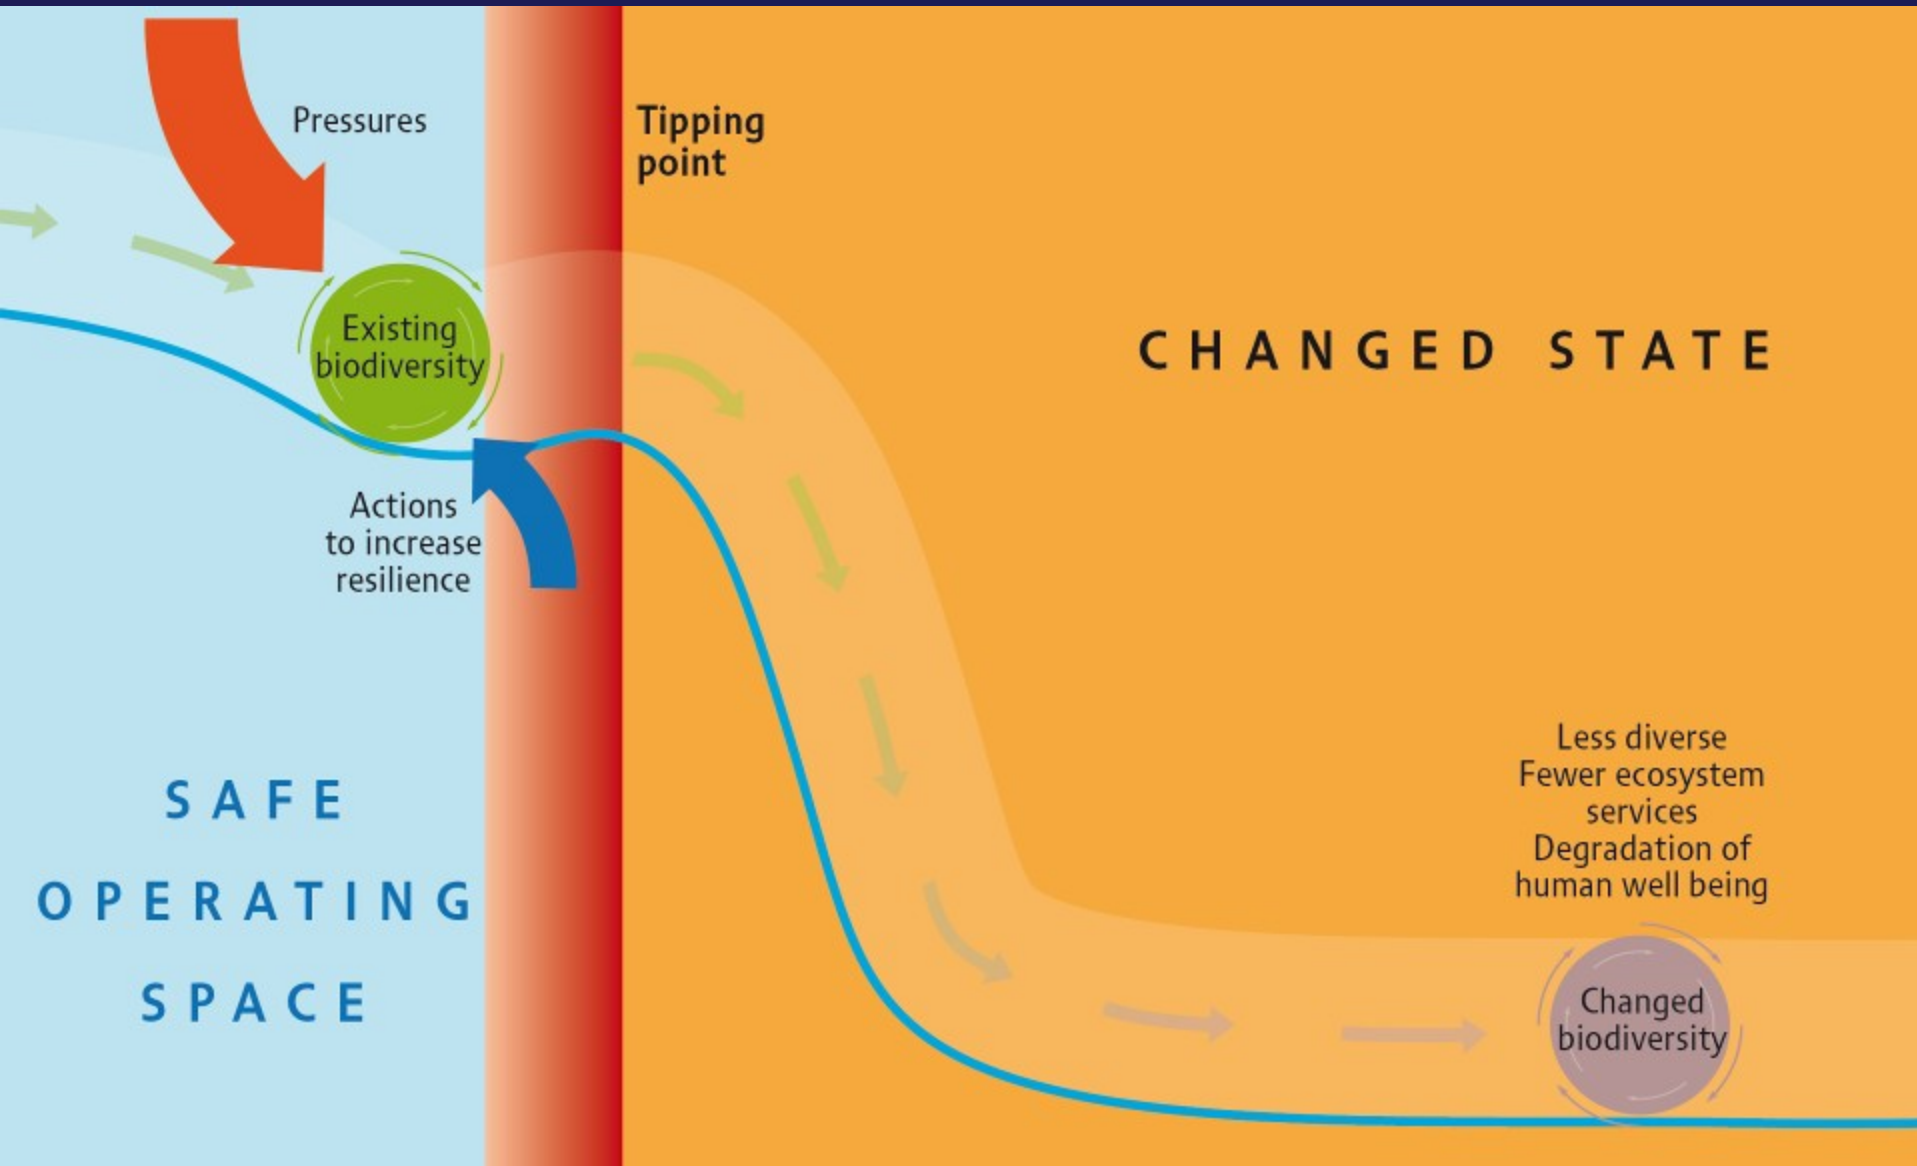 Pressures
Tipping
point
Existing
biodiversity
CHANGED STATE
Actions
to increase
resilience
SAFE
OPERATING
SPACE
Less diverse
Fewer ecosystem
services
Degradation of
human well being
Changed
biodiversity